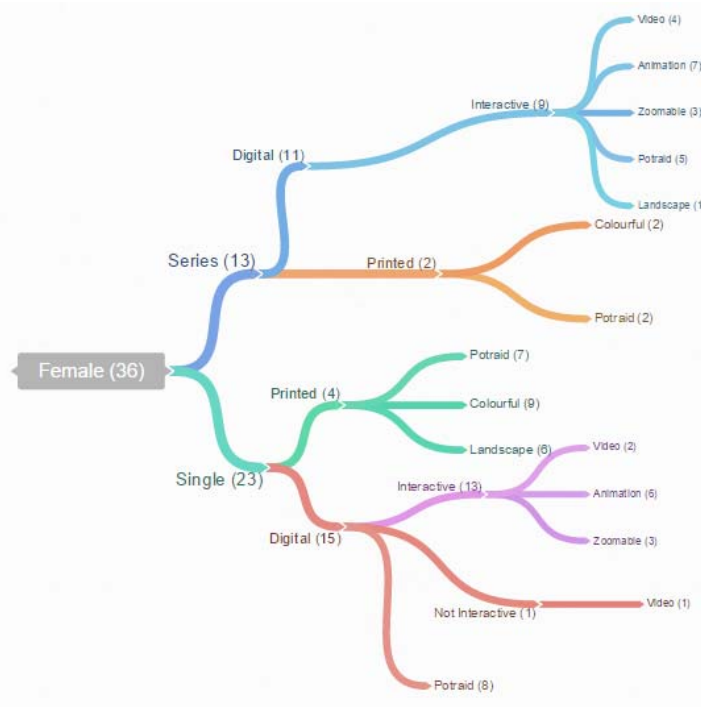 Video (4)
Animation (7)
Interactive (9)
Zoomable (3)
Digital (11)
Potraid (5)
Landscape (1
Colourful (2)
Series (13)
Printed (2)
Potraid (2)
Female (36)
Potraid (7)
Printed (4)
Colourful (9)
Landscape (6)
Video (2)
Single (23)
Interactive (13)
Animation (6)
Digital (15)
Zoomable (3)
Not Interactive (1)
Video (1)
Potraid (8)